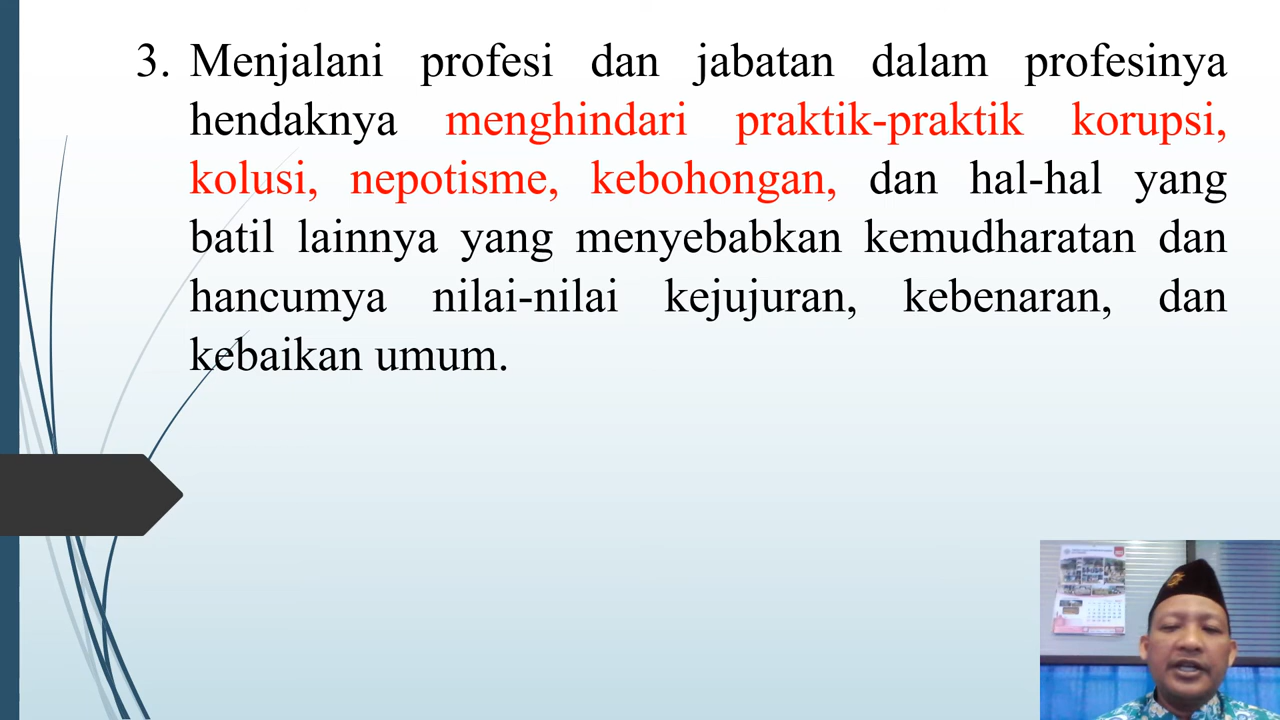 3. Menjalani profesi dan jabatan dalam profesinya
hendaknya menghindari praktik-praktik korupsi,
kolusi, nepotisme, kebohongan, dan hal-hal yang
batil lainnya yang menyebabkan kemudharatan dan
hancurnya nilai-nilai kejujuran, kebenaran, dan
kebaikan umum.